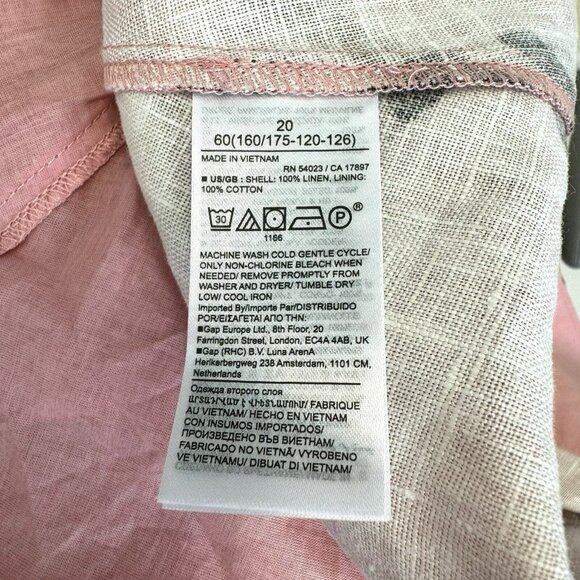 20
60(160/175-120-126)
MADE IN VIETNAM
RN 54023 / CA 17897
■ US/GB : SHELL: 100% LINEN, LINING:
100% COTTON
30 P ®
1166
MACHINE WASH COLD GENTLE CYCLE/
ONLY NON-CHLORINE BLEACH WHEN
NEEDED/ REMOVE PROMPTLY FROM
WASHER AND DRYER/ TUMBLE DRY
LOW/ COOL IRON
Imported By/Importe Par/DISTRIBUIDO
POR/ΕΙΣΑΓΕΤΑΙ ΑΠΟ ΤΗΝ:
■Gap Europe Ltd., 8th Floor, 20
Farringdon Street, London, EC4A 4AB, UK
■Gap (RHC) B.V. Luna ArenA
Herikerbergweg 238 Amsterdam, 1101 CM,
Netherlands
Одежда второго слоя
/ FABRIQUE
AU VIETNAM/ HECHO EN VIETNAM
CON INSUMOS IMPORTADOS/
ПРОИЗВЕДЕНО ВЪВ ВИЕТНАМ/
FABRICADO NO VIETNÃ/ VYROBENO
VE VIETNAMU/ DIBUAT DI VIETNAM